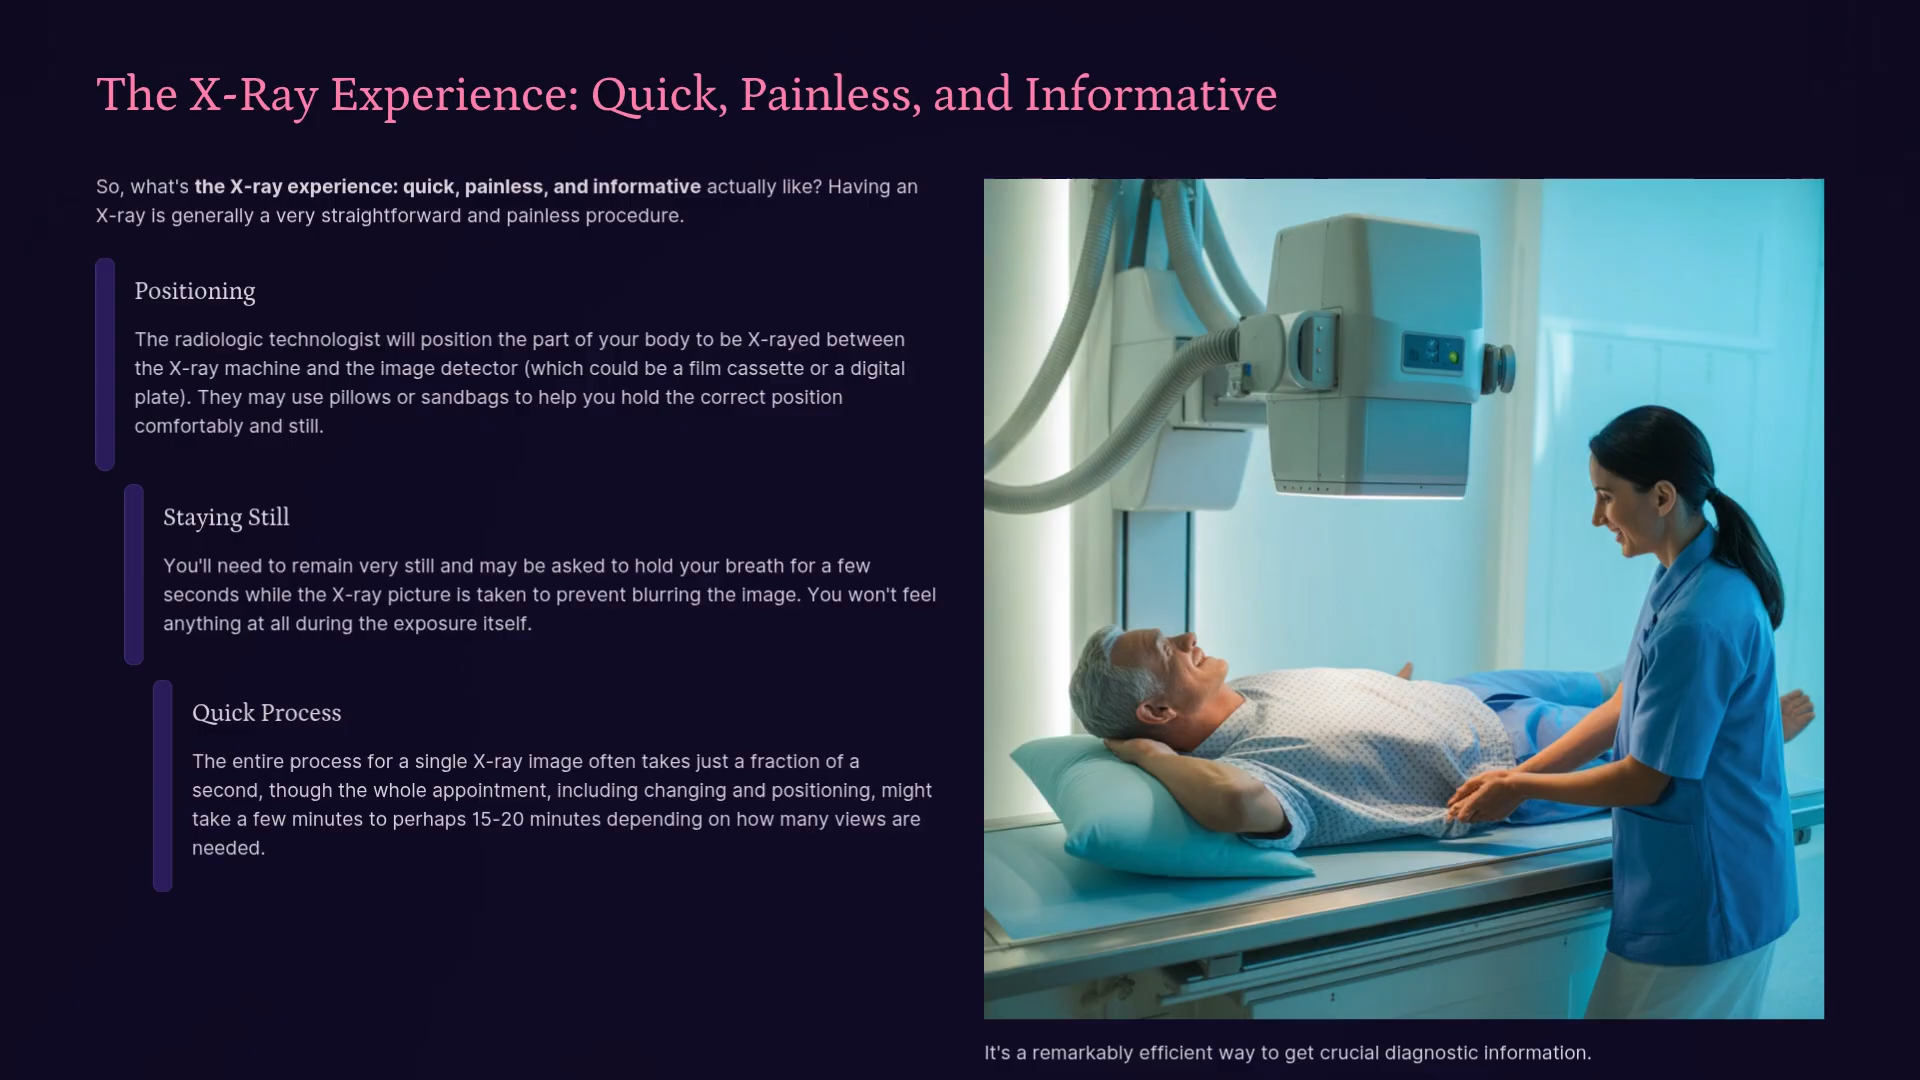 The X-Ray Experience: Quick, Painless, and Informative
So, what's the X-ray experience: quick, painless, and informative actually like? Having an
X-ray is generally a very straightforward and painless procedure.
Positioning
The radiologic technologist will position the part of your body to be X-rayed between
the X-ray machine and the image detector (which could be a film cassette or a digital
plate). They may use pillows or sandbags to help you hold the correct position
comfortably and still.
Staying Still
You'll need to remain very still and may be asked to hold your breath for a few
seconds while the X-ray picture is taken to prevent blurring the image. You won't feel
anything at all during the exposure itself.
Quick Process
The entire process for a single X-ray image often takes just a fraction of a
second, though the whole appointment, including changing and positioning, might
take a few minutes to perhaps 15-20 minutes depending on how many views are
needed.
It's a remarkably efficient way to get crucial diagnostic information.